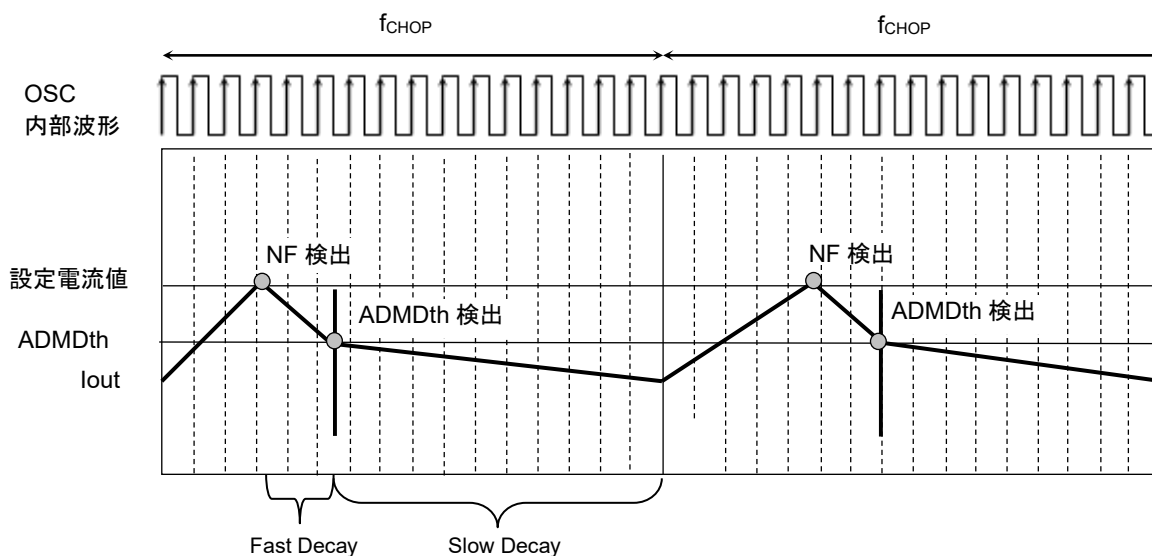 fCHOP
fCHOP
OSC
内部波形
NF 検出
NF 検出
設定電流値
ADMDth 検出
ADMDth 検出
ADMDth
Iout
Fast Decay
Slow Decay